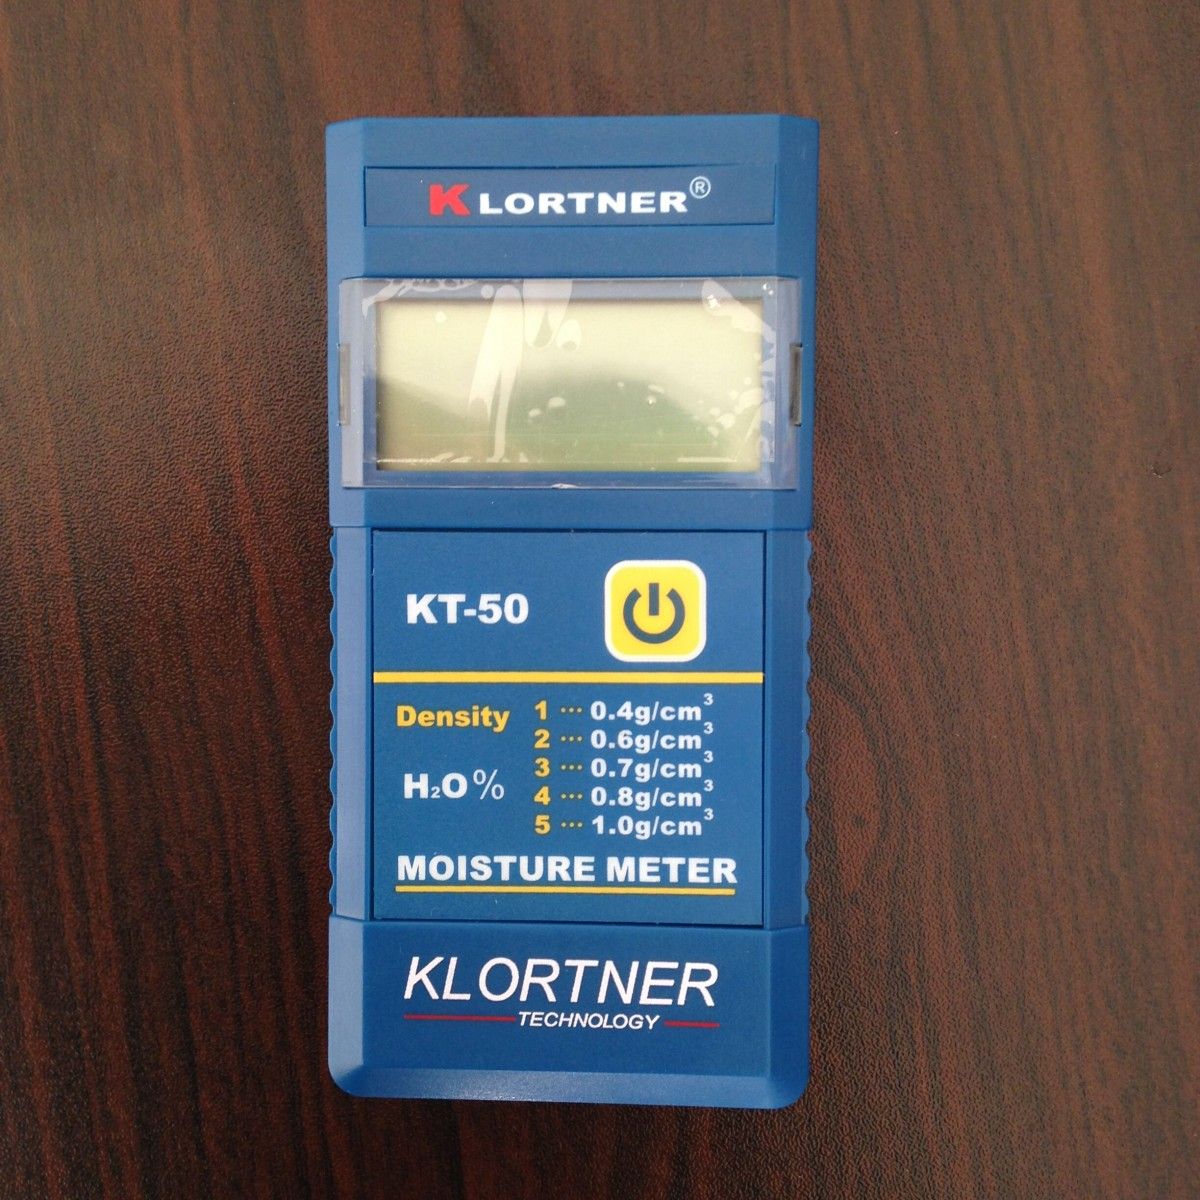 KLORTNER®
KT-50
Density 1 ··· 0.4g/cm³
2 ··· 0.6g/cm³
H₂O% 3 ··· 0.7g/cm³
4 ··· 0.8g/cm³
5 ··· 1.0g/cm³
MOISTURE METER
KLORTNER
TECHNOLOGY